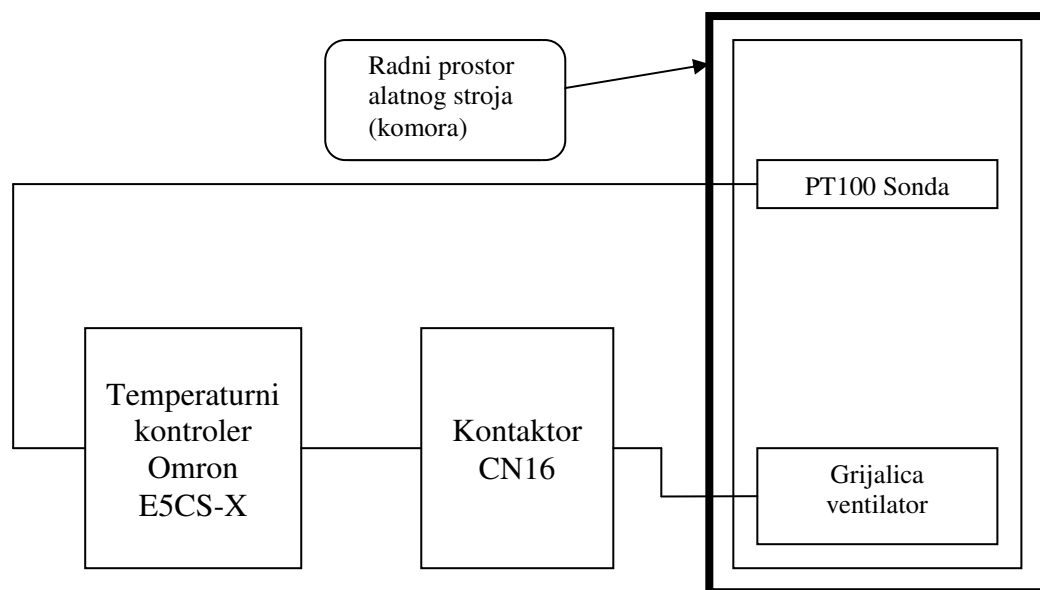 Radni prostor
alatnog stroja
(komora)
PT100 Sonda
Temperaturni
kontroler
Omron
E5CS-X
Kontaktor
CN16
Grijalica
ventilator